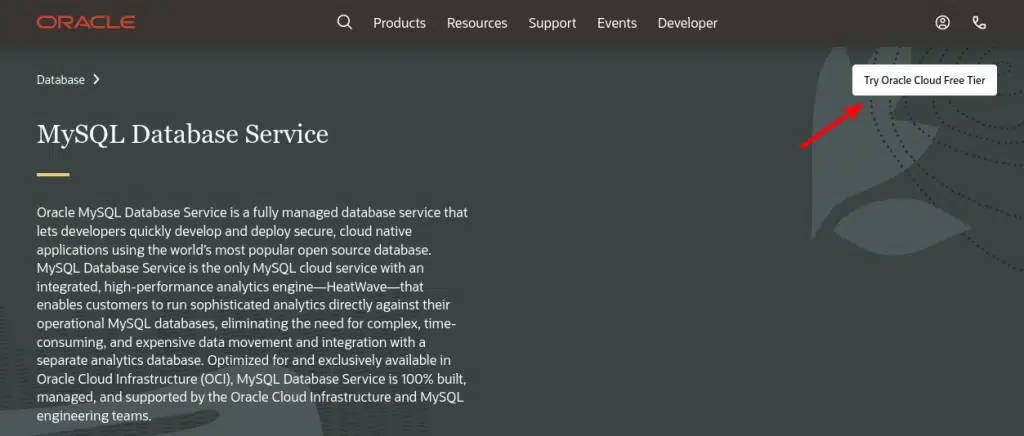 ORACLE
Products Resources Support Events Developer
Database
Try Oracle Cloud Free Tier
MySQL Database Service
Oracle MySQL Database Service is a fully managed database service that
lets developers quickly develop and deploy secure, cloud native
applications using the world's most popular open source database.
MySQL Database Service is the only MySQL cloud service with an
integrated, high-performance analytics engine—HeatWave—that
enables customers to run sophisticated analytics directly against their
operational MySQL databases, eliminating the need for complex, time-
consuming, and expensive data movement and integration with a
separate analytics database. Optimized for and exclusively available in
Oracle Cloud Infrastructure (OCI), MySQL Database Service is 100% built,
managed, and supported by the Oracle Cloud Infrastructure and MySQL
engineering teams.